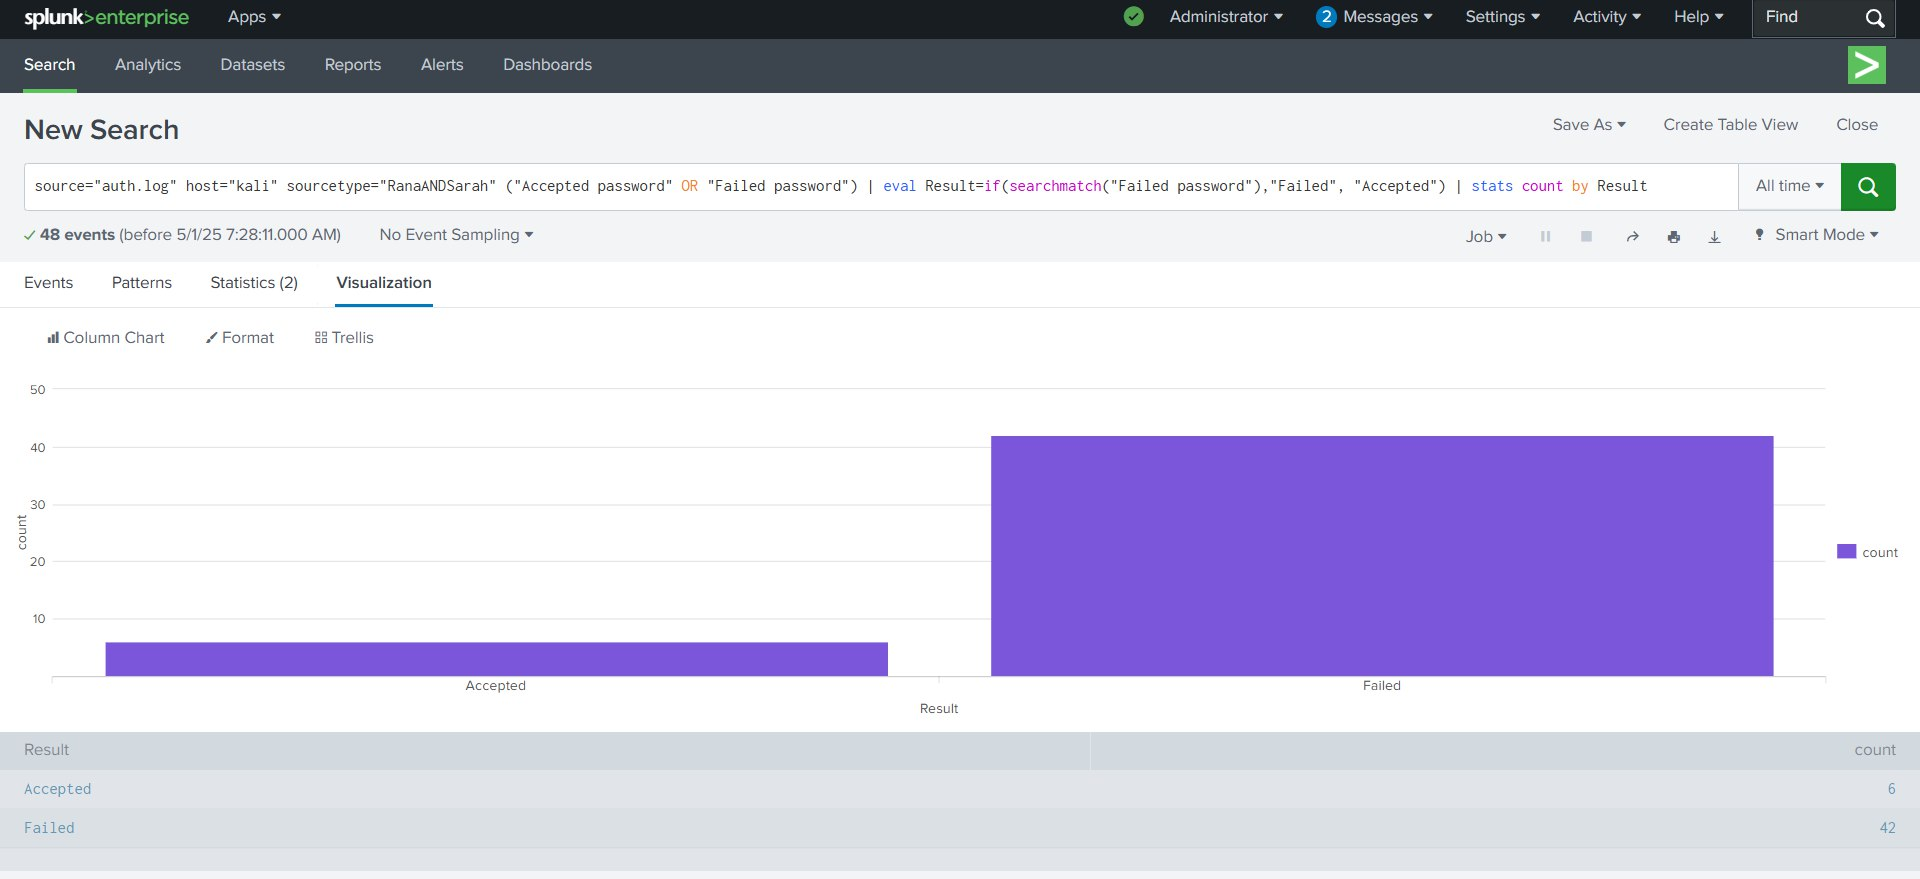 splunk>enterprise Apps Administrator 2 Messages Settings Activity Help Find
Search Analytics Datasets Reports Alerts Dashboards >
New Search Save As Create Table View Close
source="auth.log" host="kali" sourcetype="RanaANDSarah" ("Accepted password" OR "Failed password") | eval Result=if(searchmatch("Failed password"),"Failed", "Accepted") | stats count by Result All time
48 events (before 5/1/25 7:28:11.000 AM) No Event Sampling Job Smart Mode
Events Patterns Statistics (2) Visualization
Column Chart Format Trellis
50
40
30
20
10
count
count
Accepted Failed
Result
Result count
Accepted 6
Failed 42